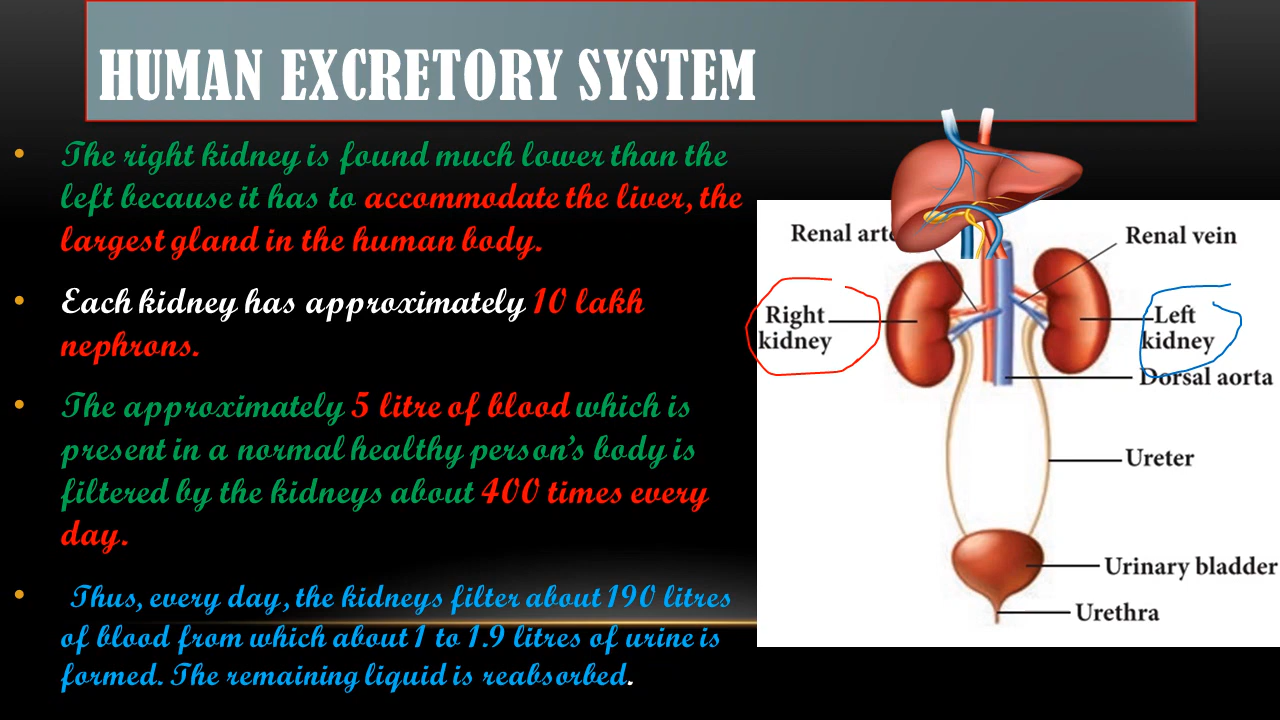 HUMAN EXCRETORY SYSTEM
• The right kidney is found much lower than the
left because it has to accommodate the liver, the
largest gland in the human body.
• Each kidney has approximately 10 lakh
nephrons.
• The approximately 5 litre of blood which is
present in a normal healthy person's body is
filtered by the kidneys about 400 times every
day.
• Thus, every day, the kidneys filter about 190 litres
of blood from which about 1 to 1.9 litres of urine is
formed. The remaining liquid is reabsorbed.
Renal
Renal vein
Right
kidney
Left
kidney
Dorsal aorta
Ureter
Urinary bladder
Urethra